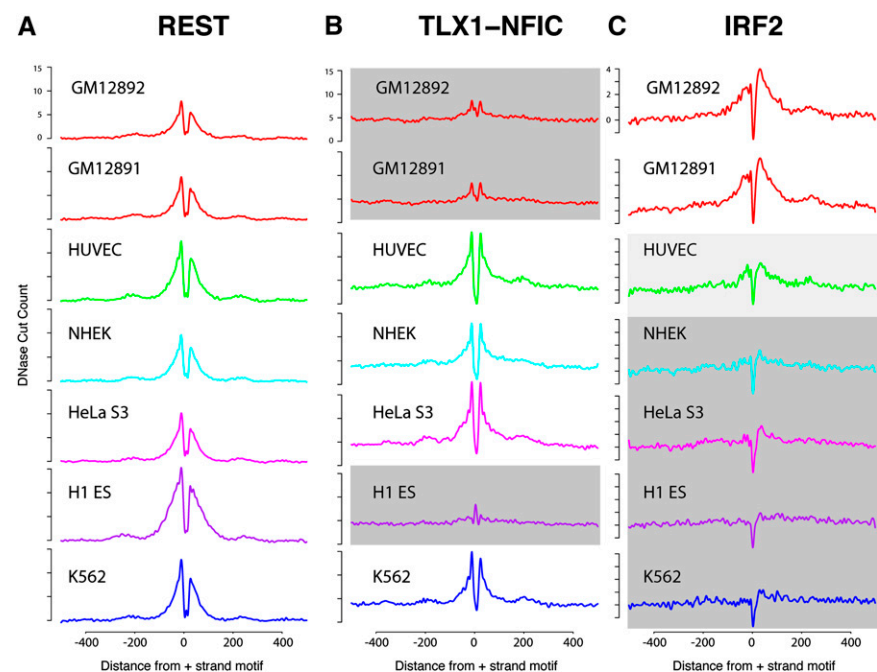 A REST B TLX1–NFIC C IRF2
15
10
5
0
GM12892
GM12891
HUVEC
NHEK
HeLa S3
H1 ES
K562
DNase Cut Count
-400 -200 0 200 400
Distance from + strand motif
15
10
5
0
GM12892
GM12891
HUVEC
NHEK
HeLa S3
H1 ES
K562
-400 -200 0 200 400
Distance from + strand motif
4
2
0
GM12892
GM12891
HUVEC
NHEK
HeLa S3
H1 ES
K562
-400 -200 0 200 400
Distance from + strand motif